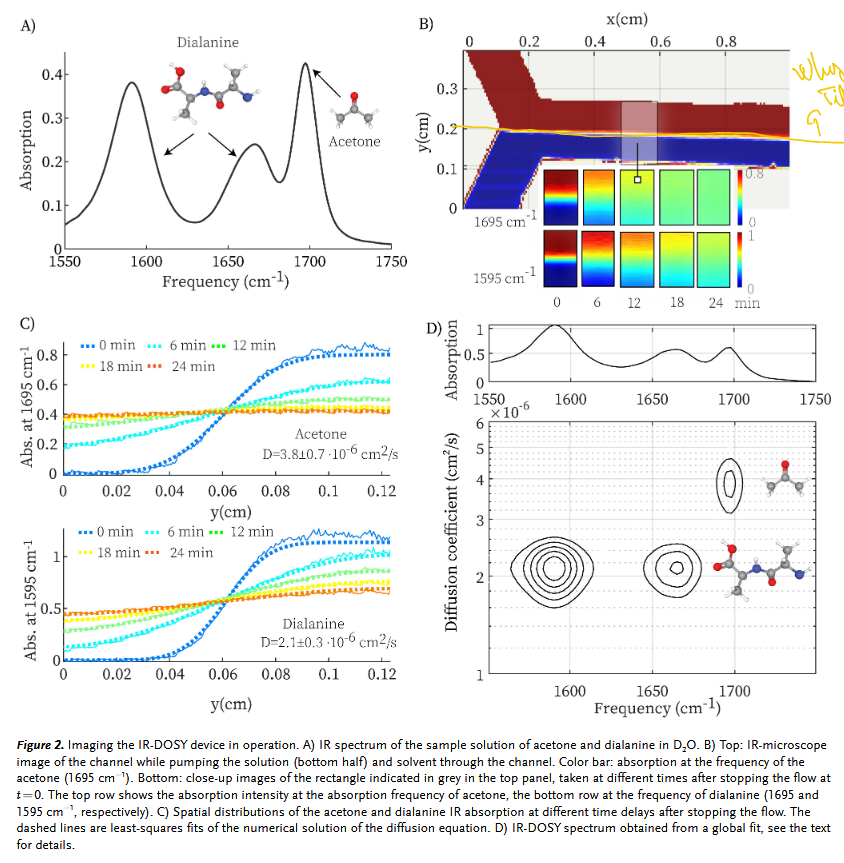 A)
Dialanine
Acetone
Absorption
0.4
0.3
0.2
0.1
0
1550
1600
1650
1700
1750
Frequency (cm-1)
B)
x(cm)
0
0.2
0.4
0.6
0.8
y(cm)
0.3
0.2
0.1
0
1695 cm-1
0.8
0
1595 cm-1
1
0
0
6
12
18
24
min
C)
0 min
6 min
12 min
18 min
24 min
Abs. at 1695 cm-1
0.8
0.6
0.4
0.2
0
Acetone
D=3.8±0.7 ·10-6 cm2/s
0
0.02
0.04
0.06
0.08
0.1
0.12
y(cm)
0 min
6 min
12 min
18 min
24 min
Abs. at 1595 cm-1
1
0.5
0
Dialanine
D=2.1±0.3 ·10-6 cm2/s
0
0.02
0.04
0.06
0.08
0.1
0.12
y(cm)
D)
Absorption
1
0.5
0
1550
1600
1650
1700
1750
×10-6
Diffusion coefficient (cm2/s)
6
5
4
3
2
1
1600
1650
1700
Frequency (cm-1)
Figure 2. Imaging the IR-DOSY device in operation. A) IR spectrum of the sample solution of acetone and dialanine in D2O. B) Top: IR-microscope
image of the channel while pumping the solution (bottom half) and solvent through the channel. Color bar: absorption at the frequency of the
acetone (1695 cm−1). Bottom: close-up images of the rectangle indicated in grey in the top panel, taken at different times after stopping the flow at
t=0. The top row shows the absorption intensity at the absorption frequency of acetone, the bottom row at the frequency of dialanine (1695 and
1595 cm−1, respectively). C) Spatial distributions of the acetone and dialanine IR absorption at different time delays after stopping the flow. The
dashed lines are least-squares fits of the numerical solution of the diffusion equation. D) IR-DOSY spectrum obtained from a global fit, see the text
for details.